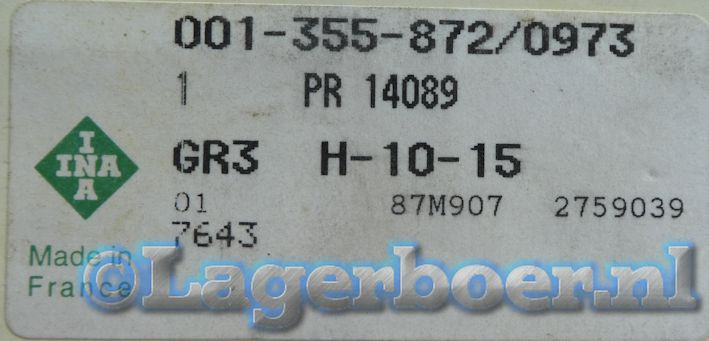 001-355-872/0973
1 PR 14089
INA
INA
GR3 H-10-15
01 87M907 2759039
7643
Made in
France
©Lagerboer.nl